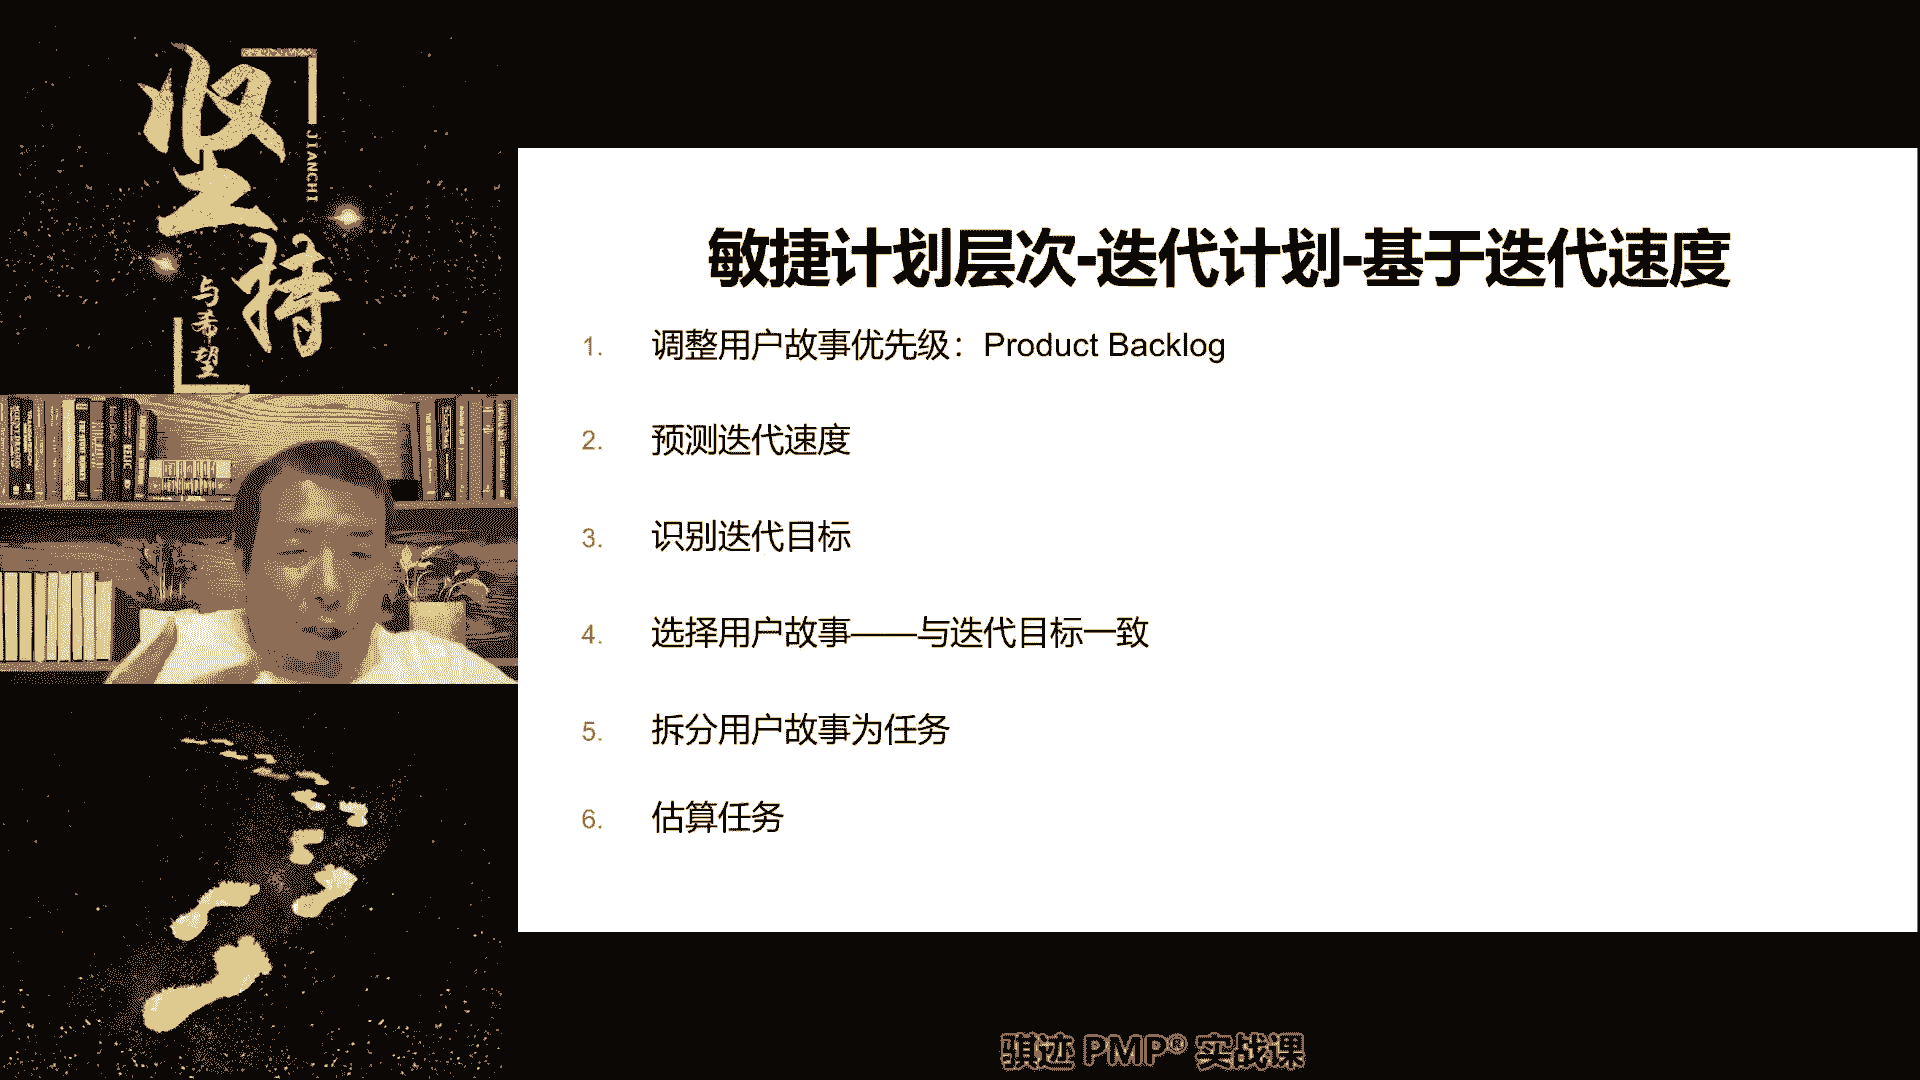 坚持
JIANCHI
与希望
敏捷计划层次-迭代计划-基于迭代速度
1. 调整用户故事优先级：Product Backlog
2. 预测迭代速度
3. 识别迭代目标
4. 选择用户故事——与迭代目标一致
5. 拆分用户故事为任务
6. 估算任务
骐迹 PMP® 实战课